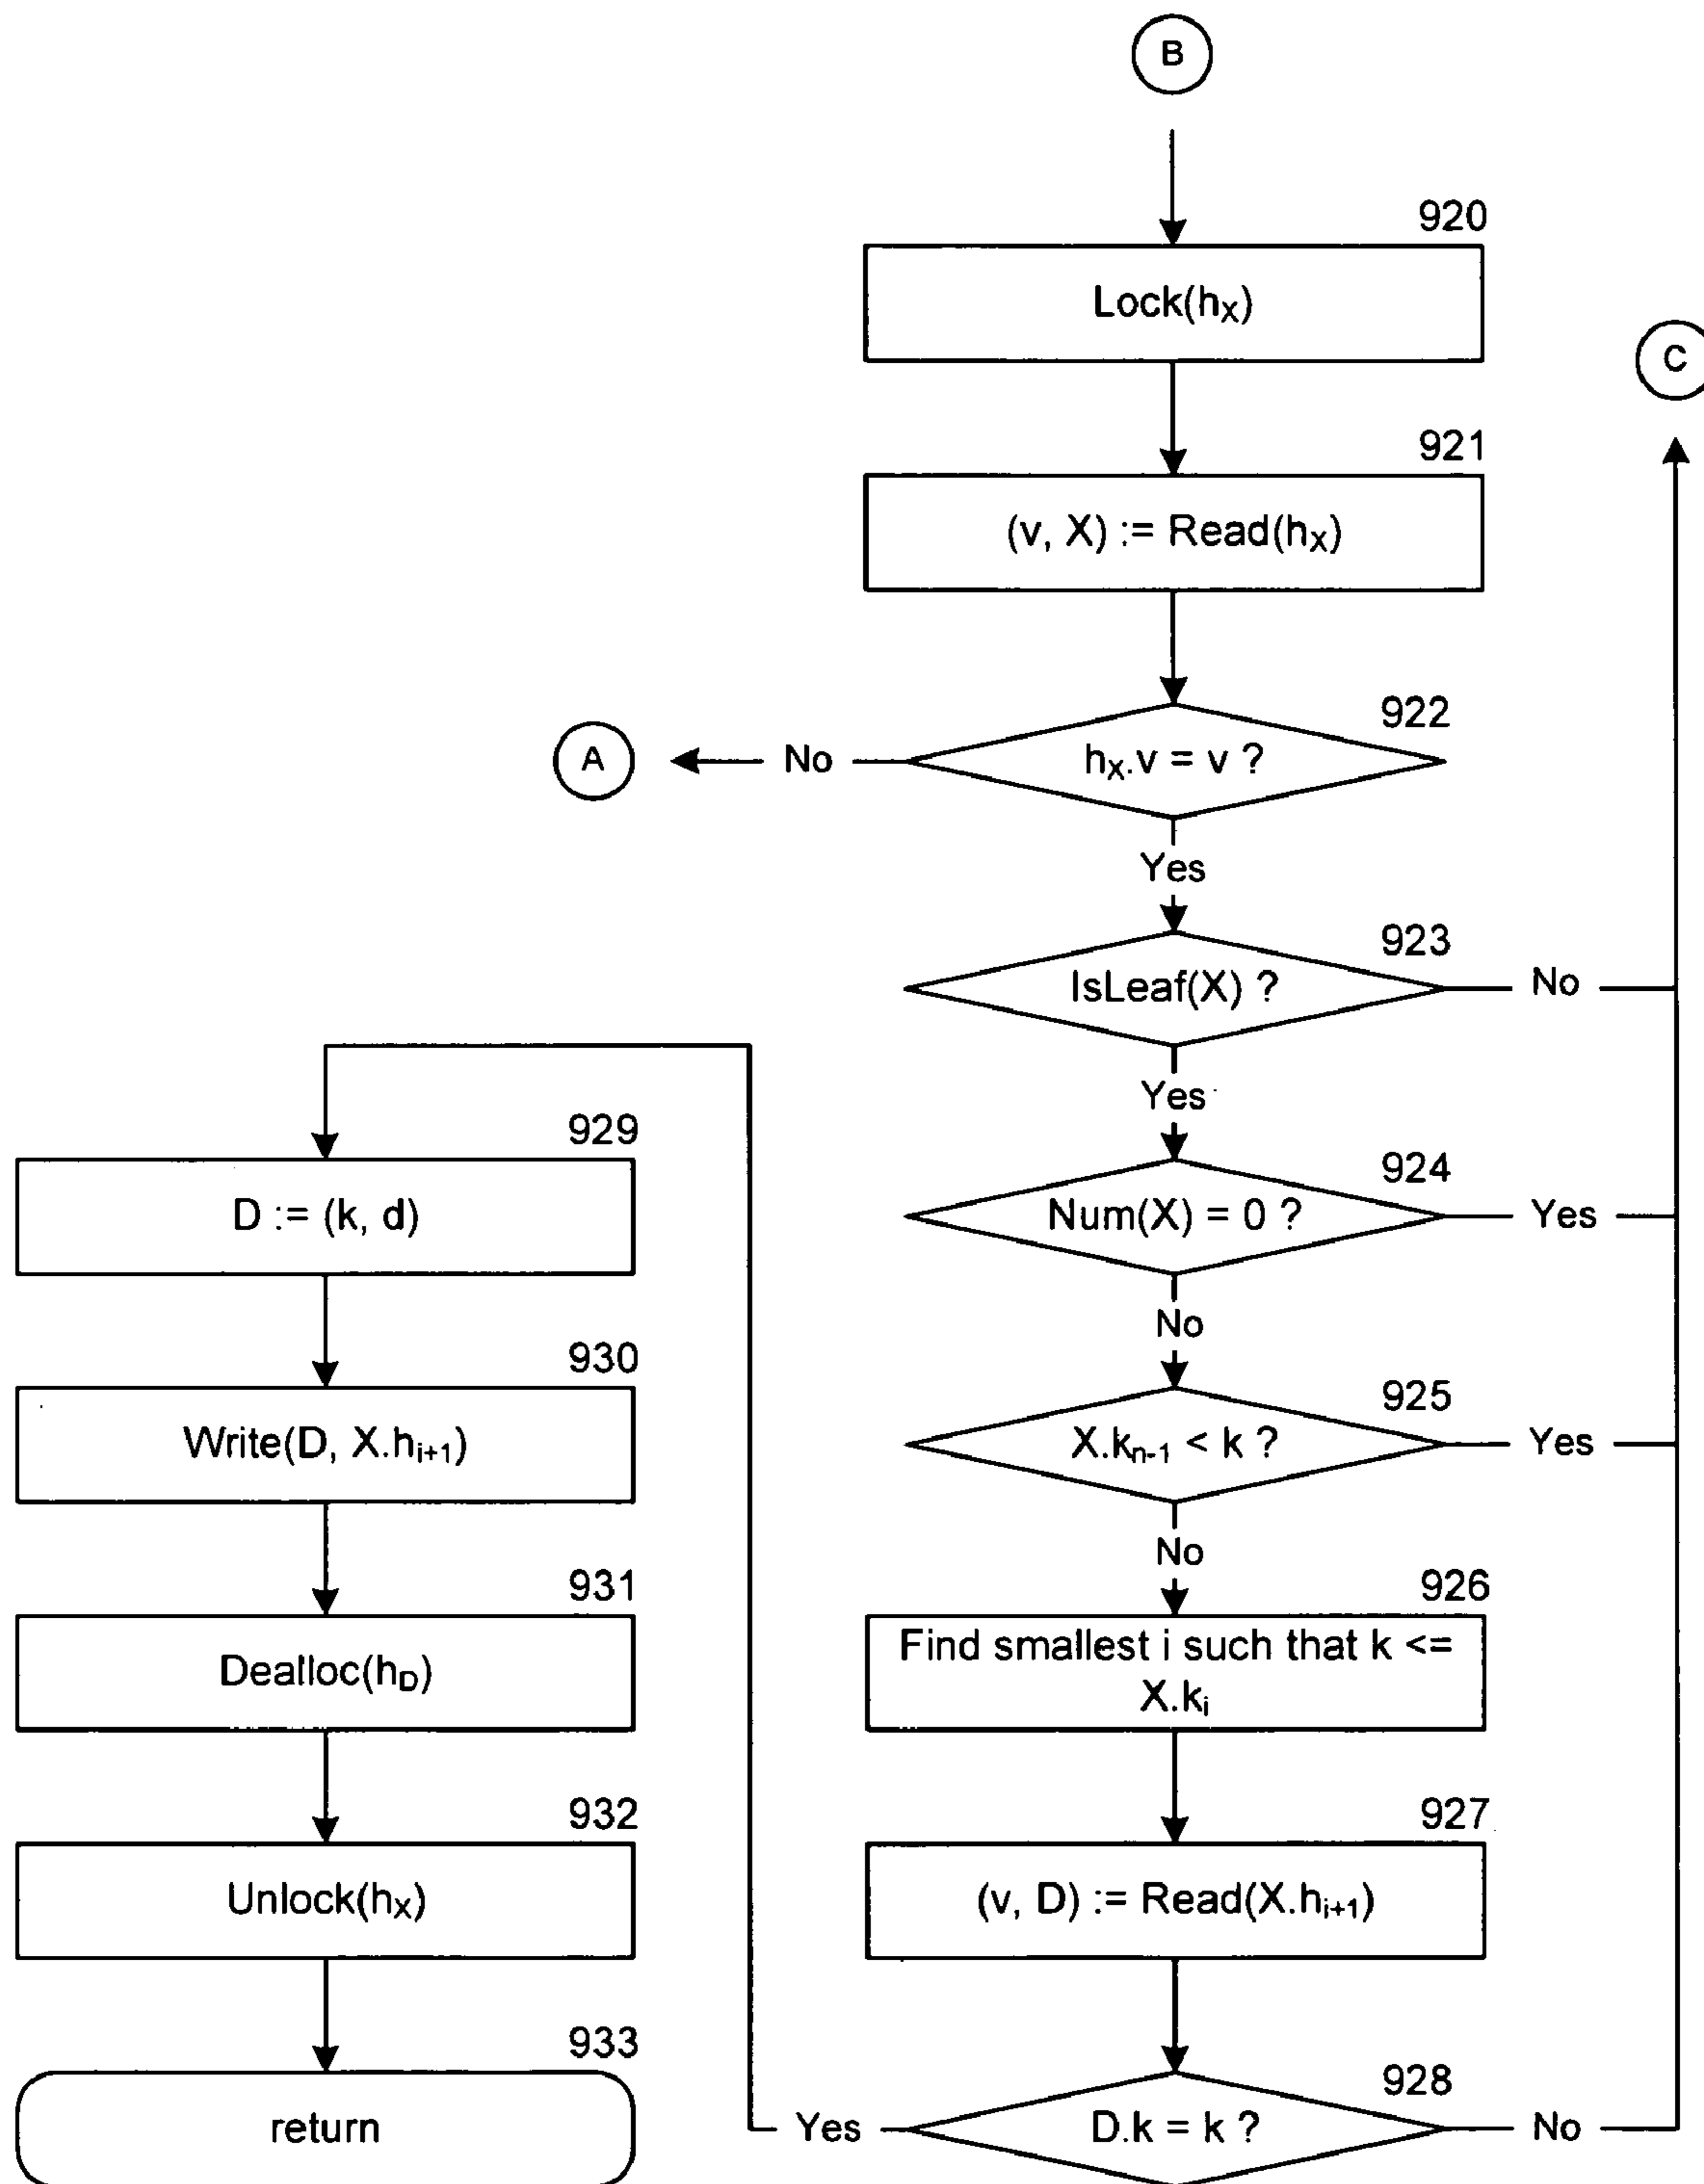 B
920
Lock(hX)
C
921
(v, X) := Read(hX)
922
hX.v = v ?
No
A
Yes
923
IsLeaf(X) ?
No
Yes
924
Num(X) = 0 ?
Yes
No
925
X.kn-1 < k ?
Yes
No
926
Find smallest i such that k <=
X.ki
927
(v, D) := Read(X.hi+1)
928
D.k = k ?
No
Yes
929
D := (k, d)
930
Write(D, X.hi+1)
931
Dealloc(hD)
932
Unlock(hX)
933
return